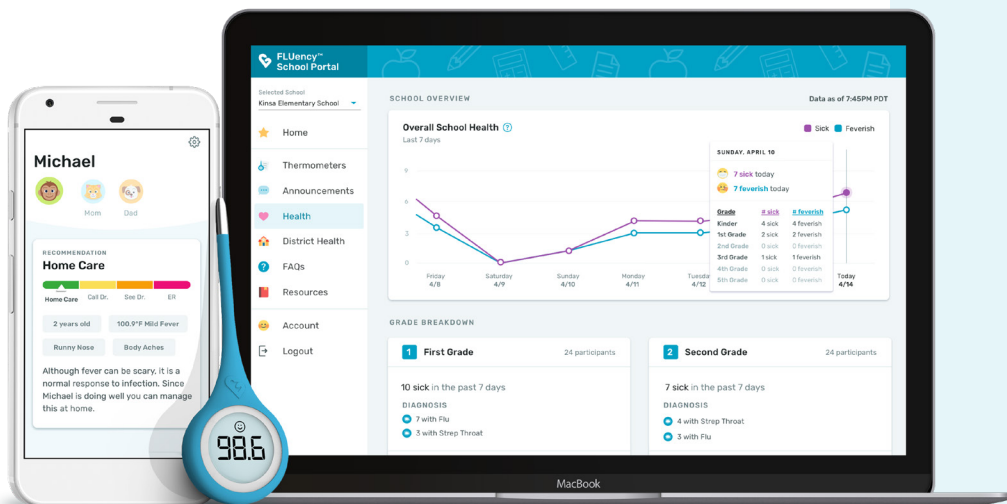 Michael
Mom
Dad
RECOMMENDATION
Home Care
Home Care
Call Dr.
See Dr.
ER
2 years old
100.9°F Mild Fever
Runny Nose
Body Aches
Although fever can be scary, it is a
normal response to infection. Since
Michael is doing well you can manage
this at home.
98.6
FLUency™
School Portal
Selected School
Kinsa Elementary School
Home
Thermometers
Announcements
Health
District Health
FAQs
Resources
Account
Logout
SCHOOL OVERVIEW
Data as of 7:45PM PDT
Overall School Health ?
Last 7 days
Sick
Feverish
9
6
3
0
Friday
4/8
Saturday
4/9
Sunday
4/10
Monday
4/11
Tuesda
4/12
Today
4/14
SUNDAY, APRIL 10
7 sick today
7 feverish today
Grade # sick # feverish
Kinder 4 sick 4 feverish
1st Grade 2 sick 2 feverish
2nd Grade 0 sick 0 feverish
3rd Grade 1 sick 1 feverish
4th Grade 0 sick 0 feverish
5th Grade 0 sick 0 feverish
GRADE BREAKDOWN
1 First Grade
24 participants
10 sick in the past 7 days
DIAGNOSIS
7 with Flu
3 with Strep Throat
2 Second Grade
24 participants
7 sick in the past 7 days
DIAGNOSIS
4 with Strep Throat
3 with Flu
MacBook